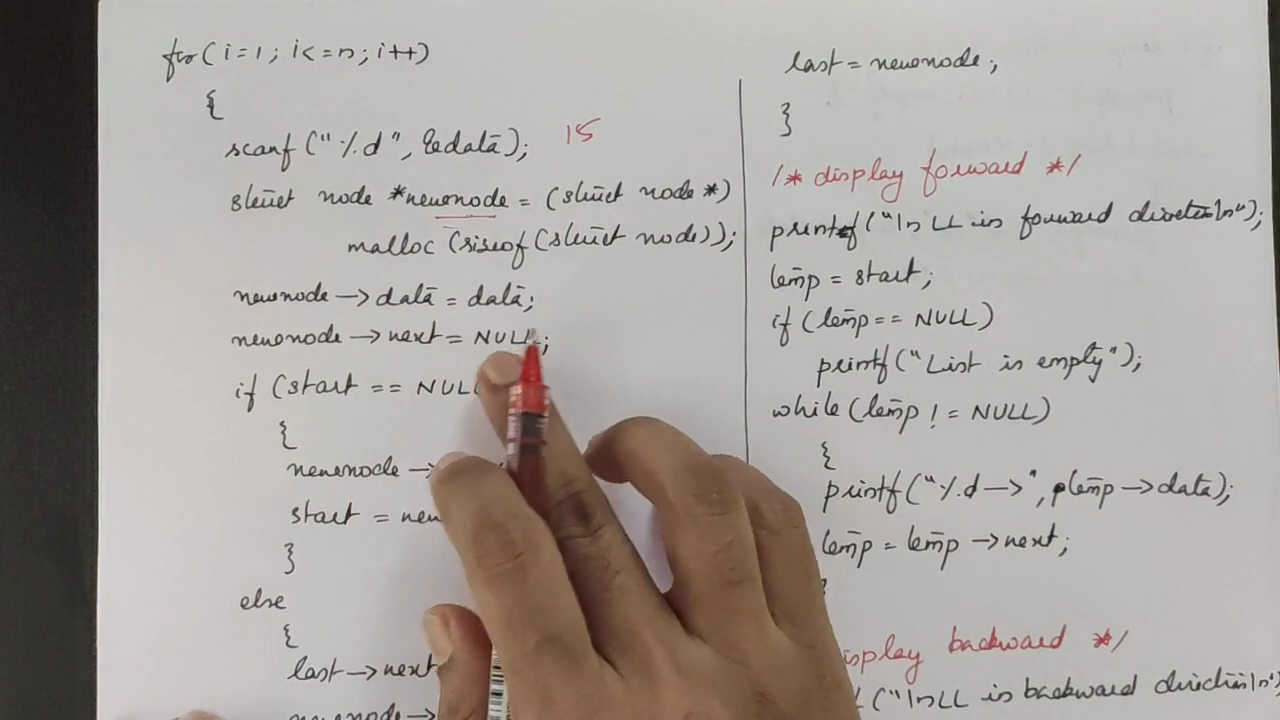 for(i=1; i<=n; i++)
{
scanf("%d", &data); 15
struct node *newnode = (struct node *)
malloc (sizeof(struct node));
newnode → data = data;
newnode → next = NULL;
if (start == NULL
{
newnode →
start = new
}
else
{
last → next
newnode →
last = newnode;
}
/* display forward */
printf("\n LL in forward direction\n");
temp = start;
if (temp == NULL)
printf("List is empty");
while (temp != NULL)
{
printf("%d →", temp → data);
temp = temp → next;
}
display backward */
("\n LL in backward direction\n"